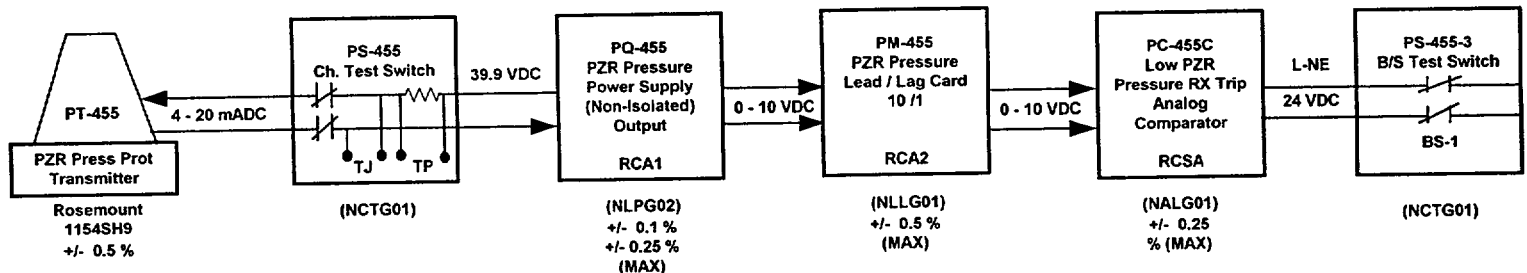 PT-455
PZR Press Prot
Transmitter
Rosemount
1154SH9
+/- 0.5 %
4 - 20 mADC
PS-455
Ch. Test Switch
TJ
TP
(NCTG01)
39.9 VDC
PQ-455
PZR Pressure
Power Supply
(Non-Isolated)
Output
RCA1
(NLPG02)
+/- 0.1 %
+/- 0.25 %
(MAX)
0 - 10 VDC
PM-455
PZR Pressure
Lead / Lag Card
10 /1
RCA2
(NLLG01)
+/- 0.5 %
(MAX)
0 - 10 VDC
PC-455C
Low PZR
Pressure RX Trip
Analog
Comparator
RCSA
(NALG01)
+/- 0.25
% (MAX)
L-NE
24 VDC
PS-455-3
B/S Test Switch
BS-1
(NCTG01)